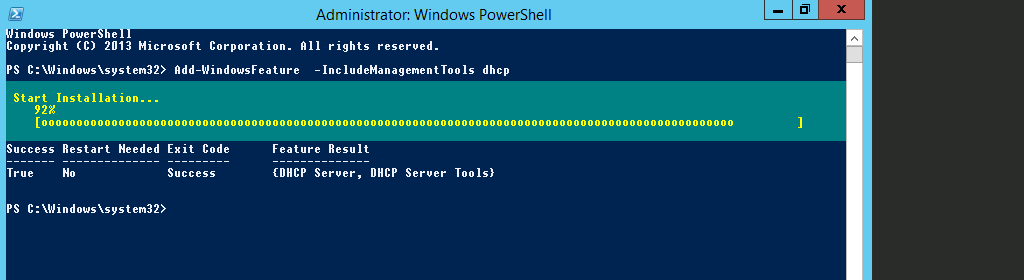 Administrator: Windows PowerShell
Windows PowerShell
Copyright (C) 2013 Microsoft Corporation. All rights reserved.
PS C:\Windows\system32> Add-WindowsFeature  -IncludeManagementTools dhcp
Start Installation...
92%
[ooooooooooooooooooooooooooooooooooooooooooooooooooooooooooooooooooooooooooooooooooooooooooooooooooo         ]
Success Restart Needed Exit Code      Feature Result
------- -------------- ---------      --------------
True    No             Success        {DHCP Server, DHCP Server Tools}
PS C:\Windows\system32>